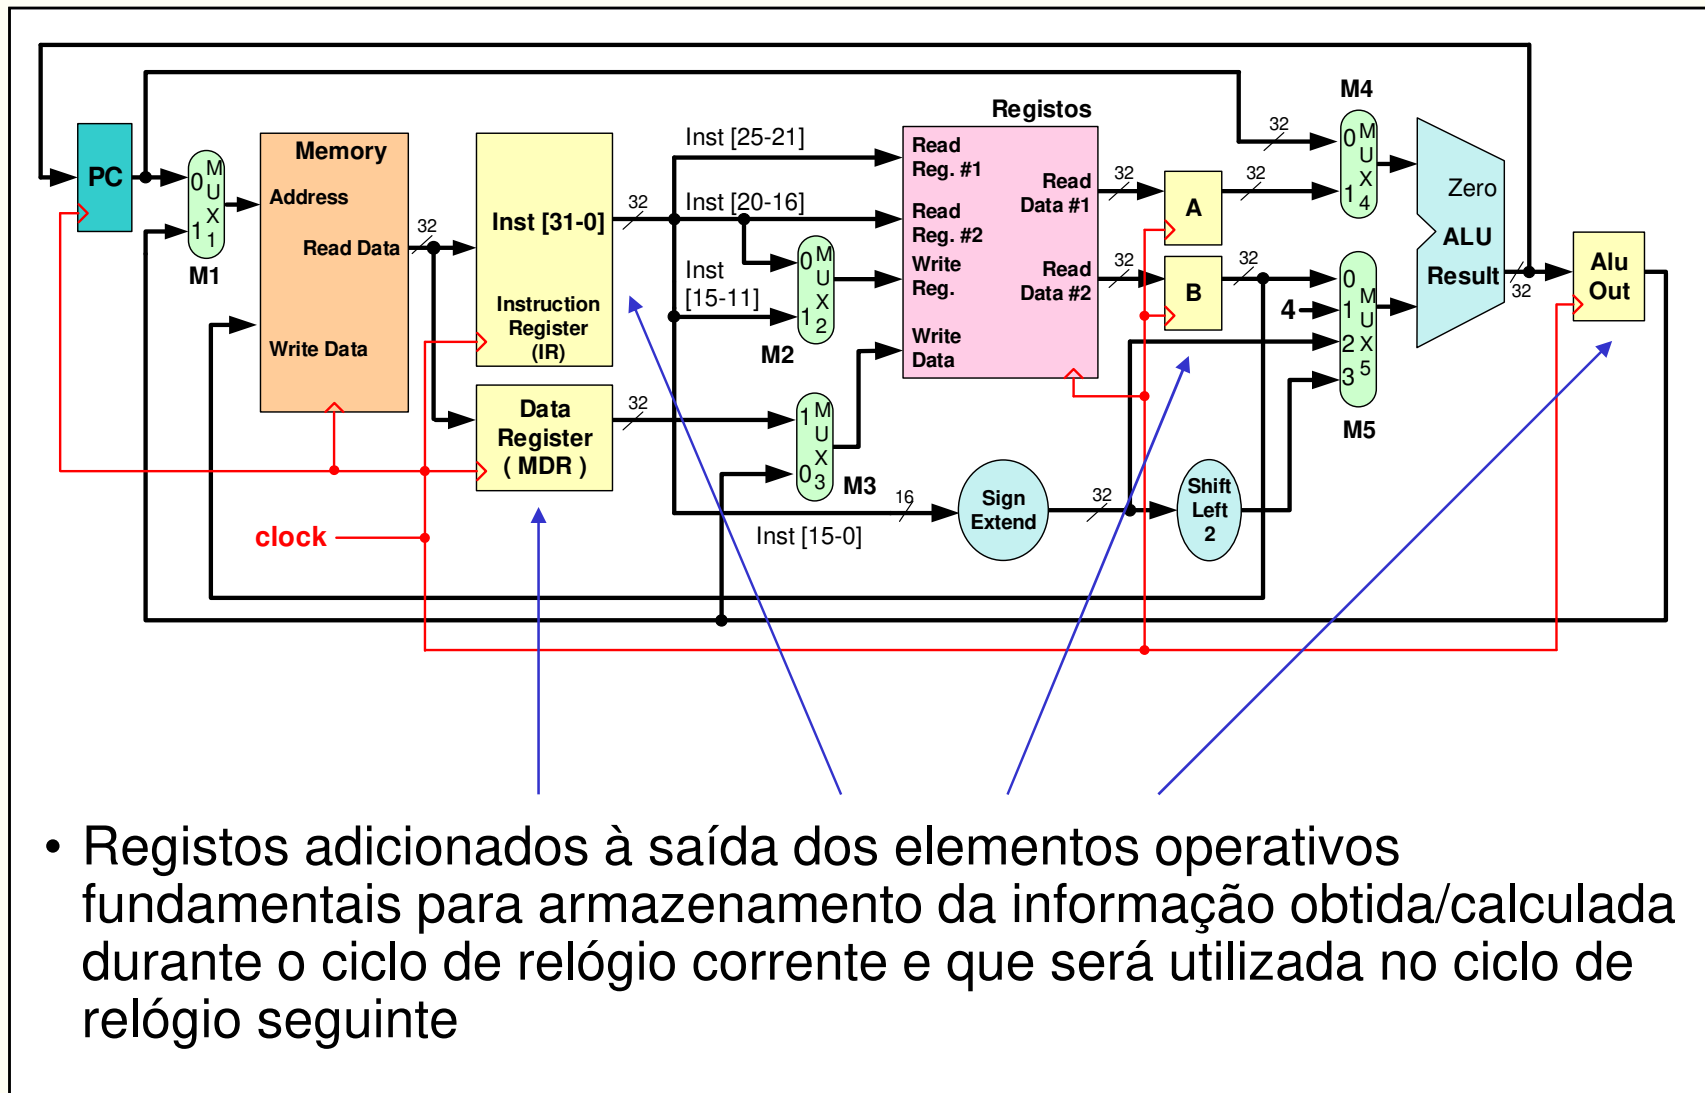 M4
Registos
PC
0
1
MUX1
M1
Memory
Address
Read Data
Write Data
32
Inst [31-0]
Instruction
Register
(IR)
32
Data
Register
( MDR )
32
Inst [25-21]
Inst [20-16]
Inst
[15-11]
0
1
MUX2
M2
1
0
MUX3
M3
Read
Reg. #1
Read
Reg. #2
Write
Reg.
Write
Data
Read
Data #1
Read
Data #2
32
32
A
B
32
32
32
0
1
MUX4
4
0
1
2
3
MUX5
M5
Zero
ALU
Result
32
Alu
Out
16
Inst [15-0]
Sign
Extend
32
Shift
Left
2
clock
• Registos adicionados à saída dos elementos operativos
fundamentais para armazenamento da informação obtida/calculada
durante o ciclo de relógio corrente e que será utilizada no ciclo de
relógio seguinte